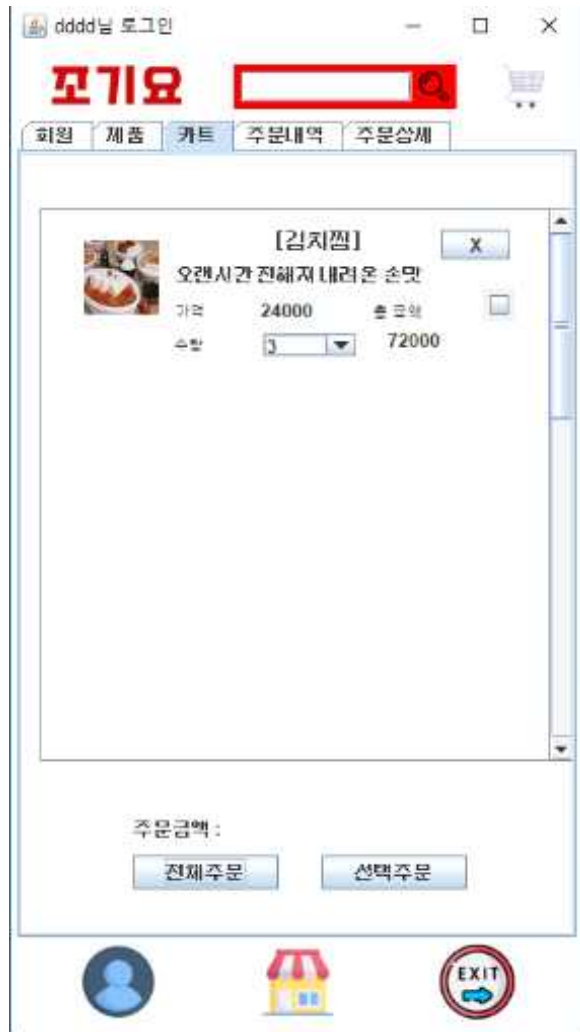 dddd님 로그인
꼬기요
회원 제품 카트 주문내역 주문상세
[김치찜] X
오랜시간 전해져 내려온 손맛
가격 24000 총 금액
수량 3 72000
주문금액 :
전체주문 선택주문
EXIT